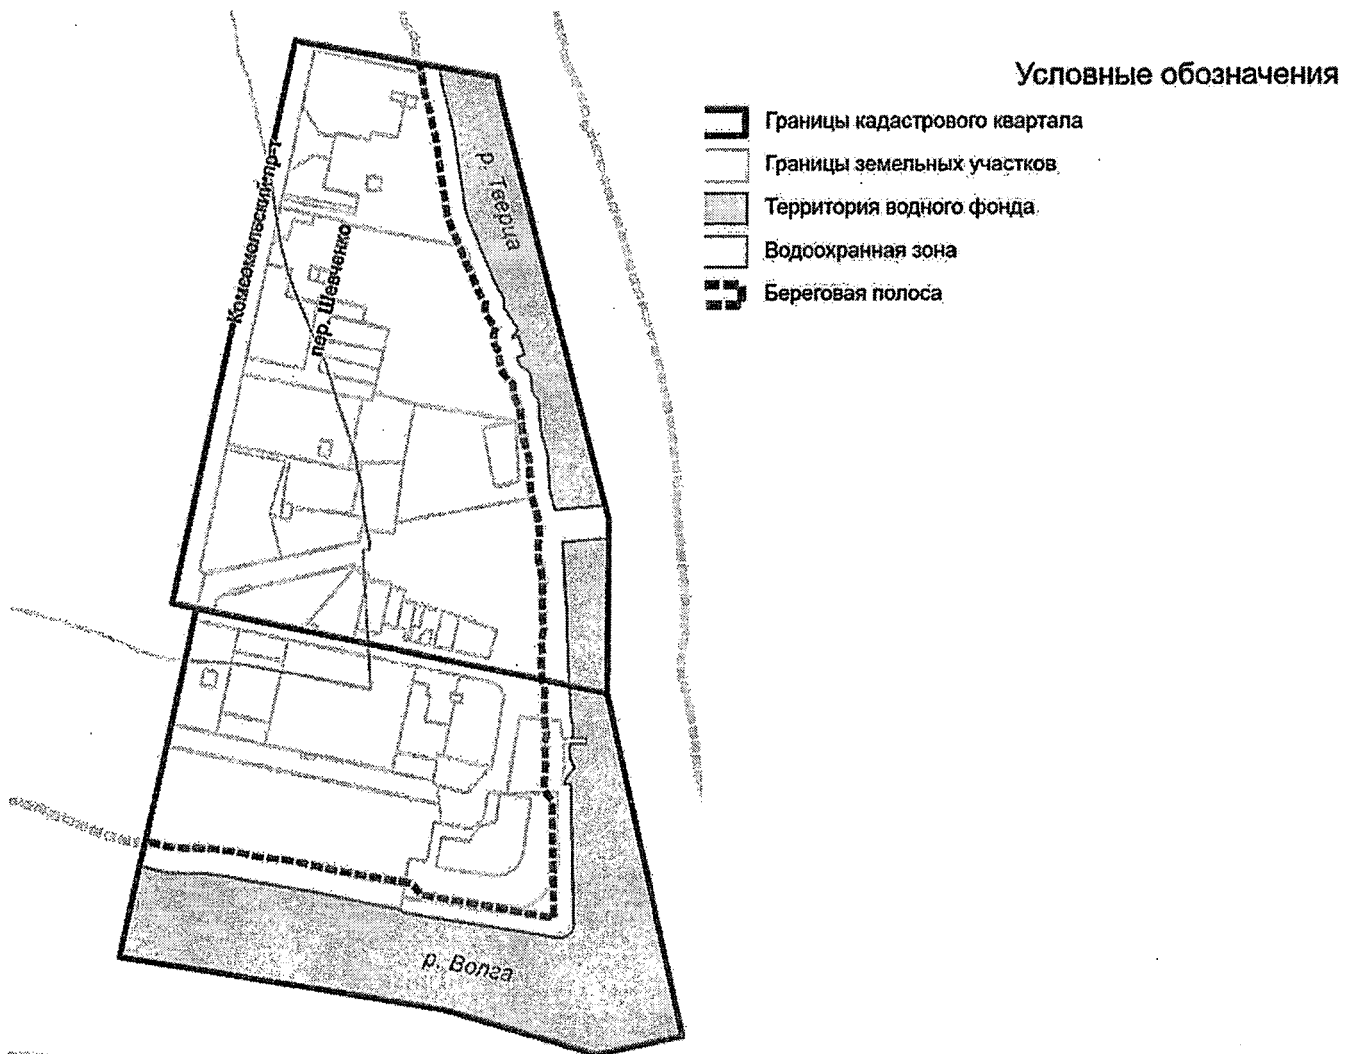 Условные обозначения
Границы кадастрового квартала
Границы земельных участков
Территория водного фонда
Водоохранная зона
Береговая полоса
Комсомольский пр-т
пер. Шевченко
р. Тверца
р. Волга